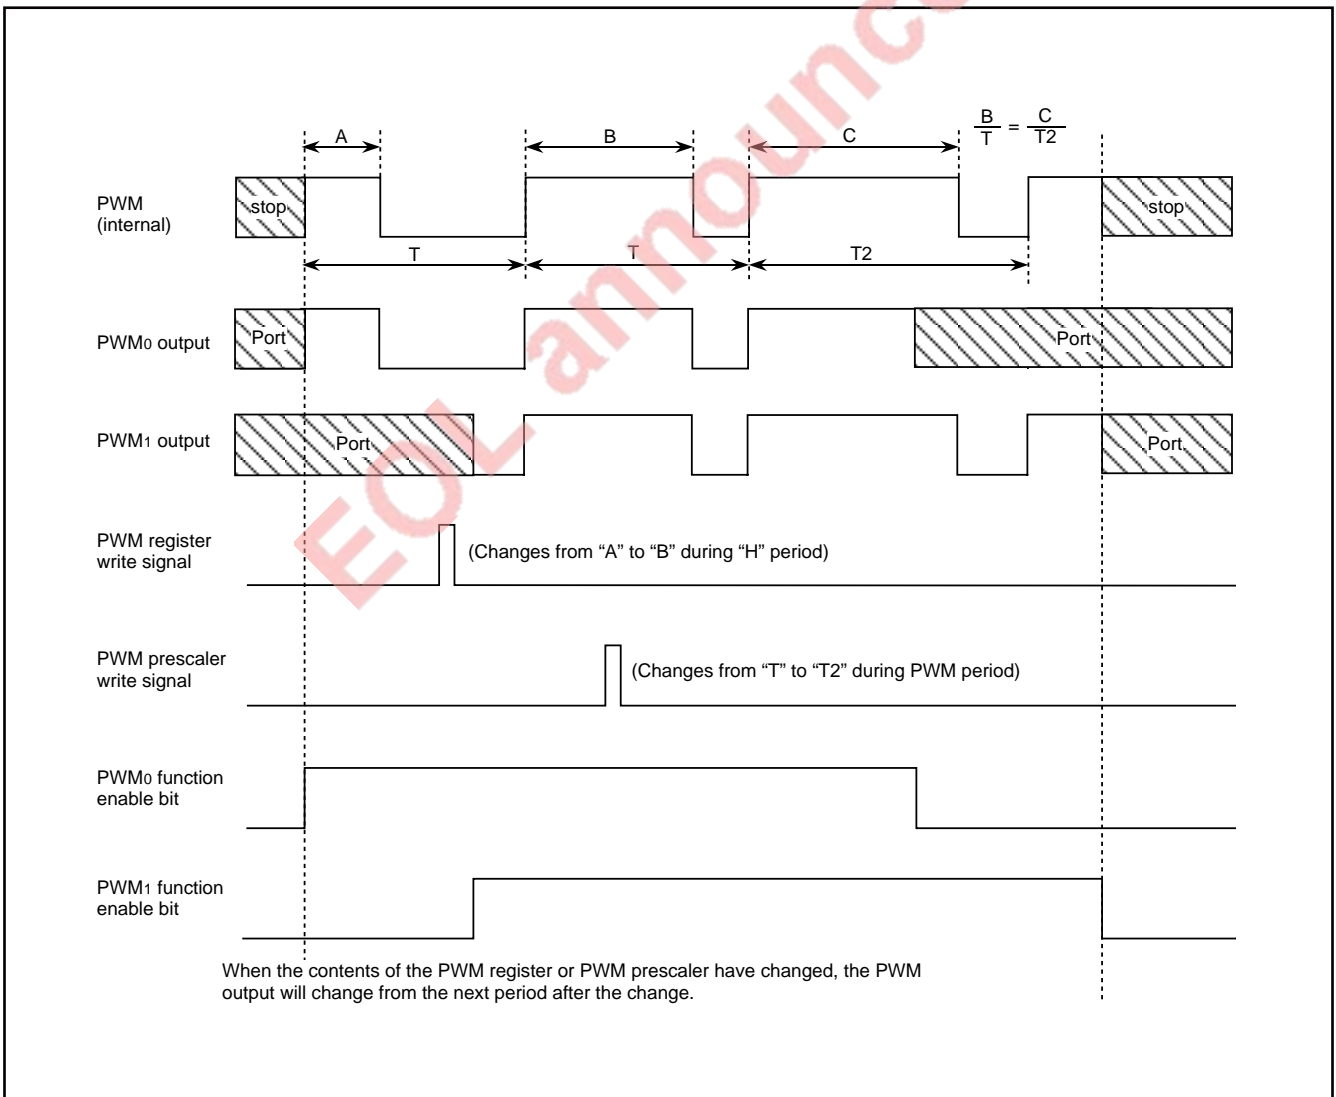 A
B
C
B/T = C/T2
PWM
(internal)
stop
stop
T
T
T2
PWM0 output
Port
Port
PWM1 output
Port
Port
PWM register
write signal
(Changes from “A” to “B” during “H” period)
PWM prescaler
write signal
(Changes from “T” to “T2” during PWM period)
PWM0 function
enable bit
PWM1 function
enable bit
When the contents of the PWM register or PWM prescaler have changed, the PWM
output will change from the next period after the change.
EOL announc